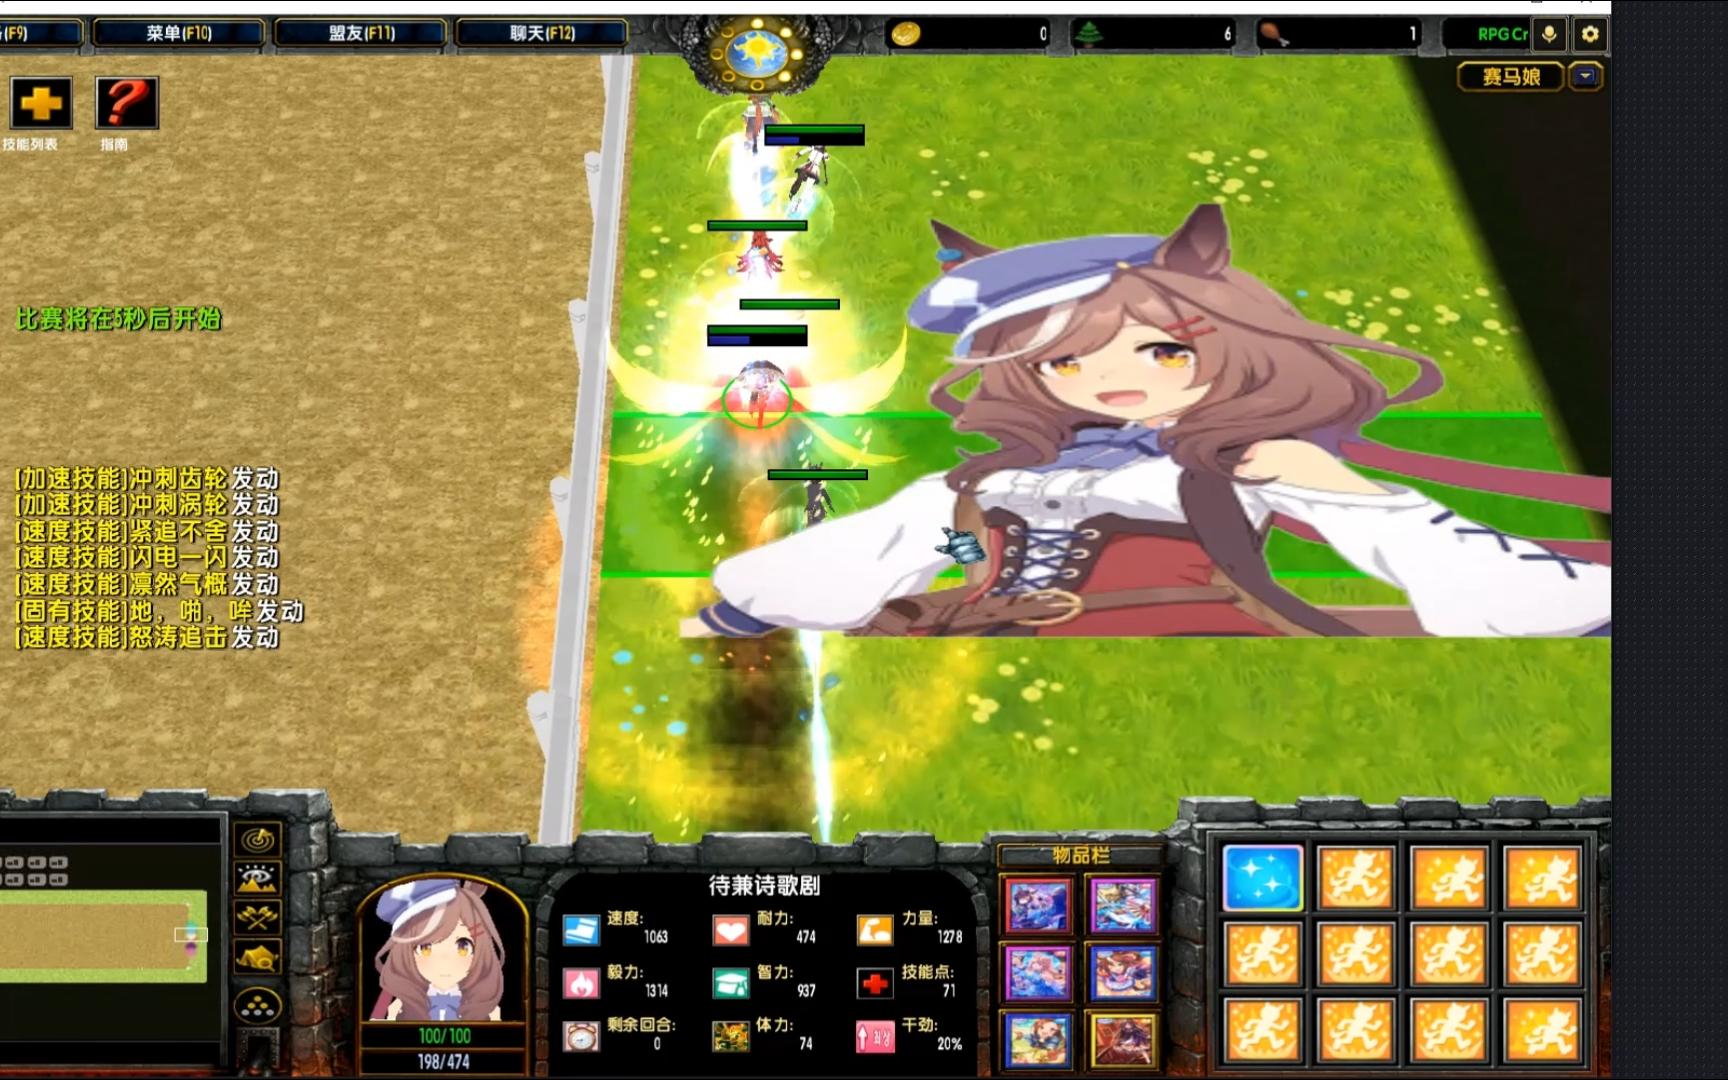 (F9)
菜单(F10)
盟友(F11)
聊天(F12)
0
6
1
RPG Cr
赛马娘
技能列表
指南
比赛将在5秒后开始
[加速技能]冲刺齿轮发动
[加速技能]冲刺涡轮发动
[速度技能]紧追不舍发动
[速度技能]闪电一闪发动
[速度技能]凛然气概发动
[固有技能]地，啪，哞发动
[速度技能]怒涛追击发动
待兼诗歌剧
速度:
1063
耐力:
474
力量:
1278
毅力:
1314
智力:
937
技能点:
71
剩余回合:
0
体力:
74
干劲:
20%
100/100
198/474
物品栏